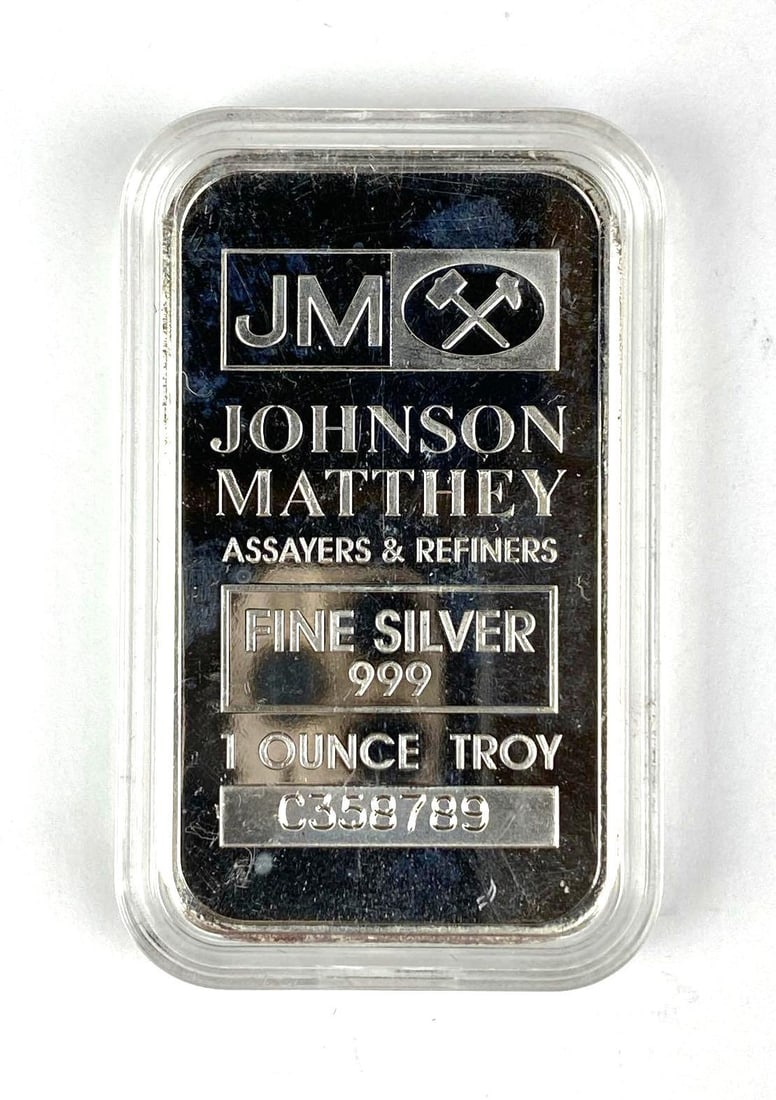 JM
JOHNSON
MATTHEY
ASSAYERS & REFINERS
FINE SILVER
999
1 OUNCE TROY
C358789